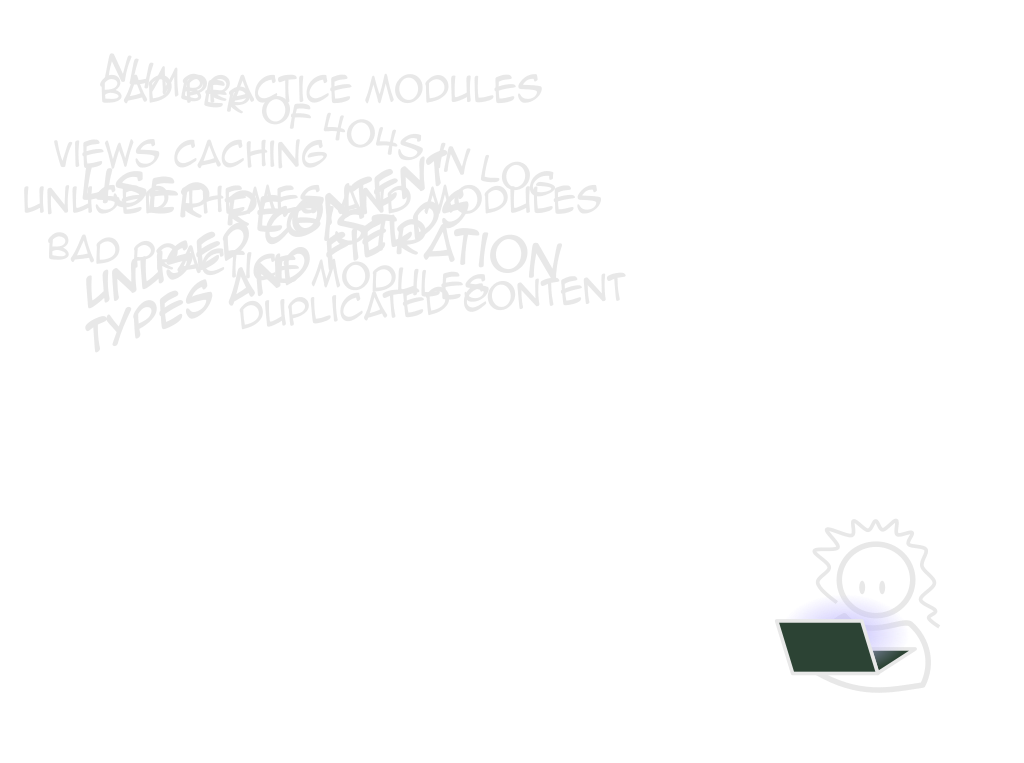 NUMBER OF 404S IN LOG
BAD PRACTICE MODULES
VIEWS CACHING
USER REGISTRATION
UNUSED THEMES AND MODULES
UNUSED CONTENT
TYPES AND FIELDS
BAD PRACTICE MODULES
DUPLICATED CONTENT